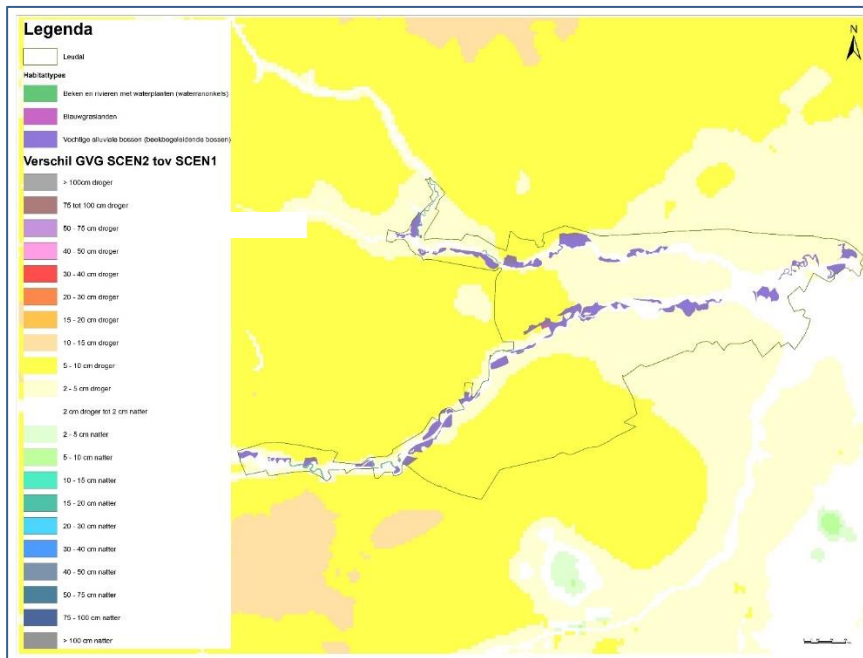 Legenda
Leudal
Habitattypes
Beken en rivieren met waterplanten (waterranonkels)
Blauwgraslanden
Vochtige alluviale bossen (beekbegeleidende bossen)
Verschil GVG SCEN2 tov SCEN1
> 100cm droger
75 tot 100 cm droger
50 - 75 cm droger
40 - 50 cm droger
30 - 40 cm droger
20 - 30 cm droger
15 - 20 cm droger
10 - 15 cm droger
5 - 10 cm droger
2 - 5 cm droger
2 cm droger tot 2 cm natter
2 - 5 cm natter
5 - 10 cm natter
10 - 15 cm natter
15 - 20 cm natter
20 - 30 cm natter
30 - 40 cm natter
40 - 50 cm natter
50 - 75 cm natter
75 - 100 cm natter
> 100 cm natter
N